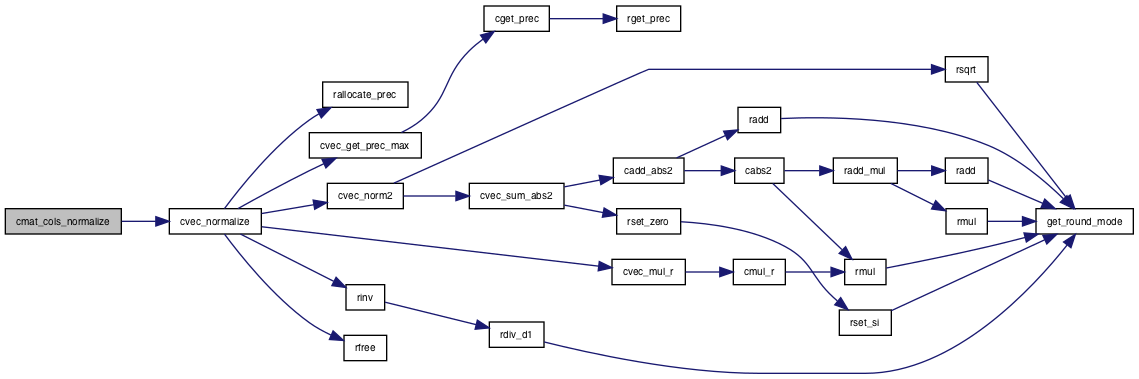 cget_prec
rget_prec
rsqrt
rallocate_prec
radd
cvec_get_prec_max
cadd_abs2
cabs2
radd_mul
radd
cvec_norm2
cvec_sum_abs2
cmat_cols_normalize
cvec_normalize
rset_zero
rmul
get_round_mode
cvec_mul_r
cmul_r
rmul
rinv
rset_si
rdiv_d1
rfree